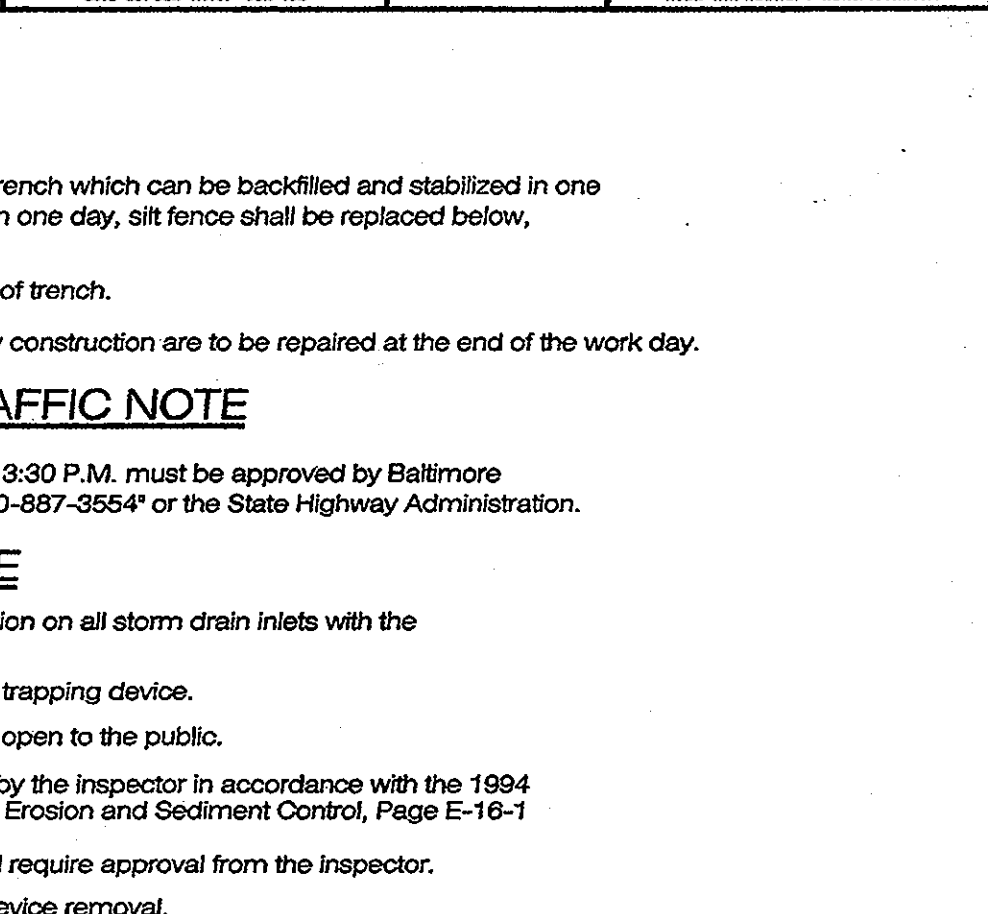 rench which can be backfilled and stabilized in one
n one day, silt fence shall be replaced below,
of trench.
construction are to be repaired at the end of the work day.
AFFIC NOTE
3:30 P.M. must be approved by Baltimore
0-887-3554" or the State Highway Administration.
E
ion on all storm drain inlets with the
trapping device.
open to the public.
by the inspector in accordance with the 1994
Erosion and Sediment Control, Page E-16-1
require approval from the inspector.
evice removal.